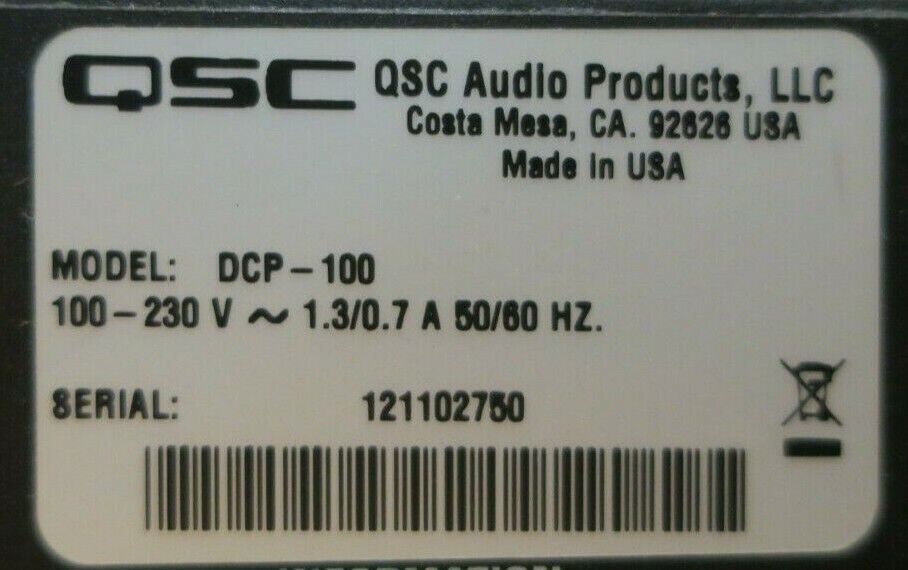 QSC QSC Audio Products, LLC
Costa Mesa, CA. 92626 USA
Made in USA
MODEL: DCP-100
100-230 V ~ 1.3/0.7 A 50/60 HZ.
SERIAL: 121102750